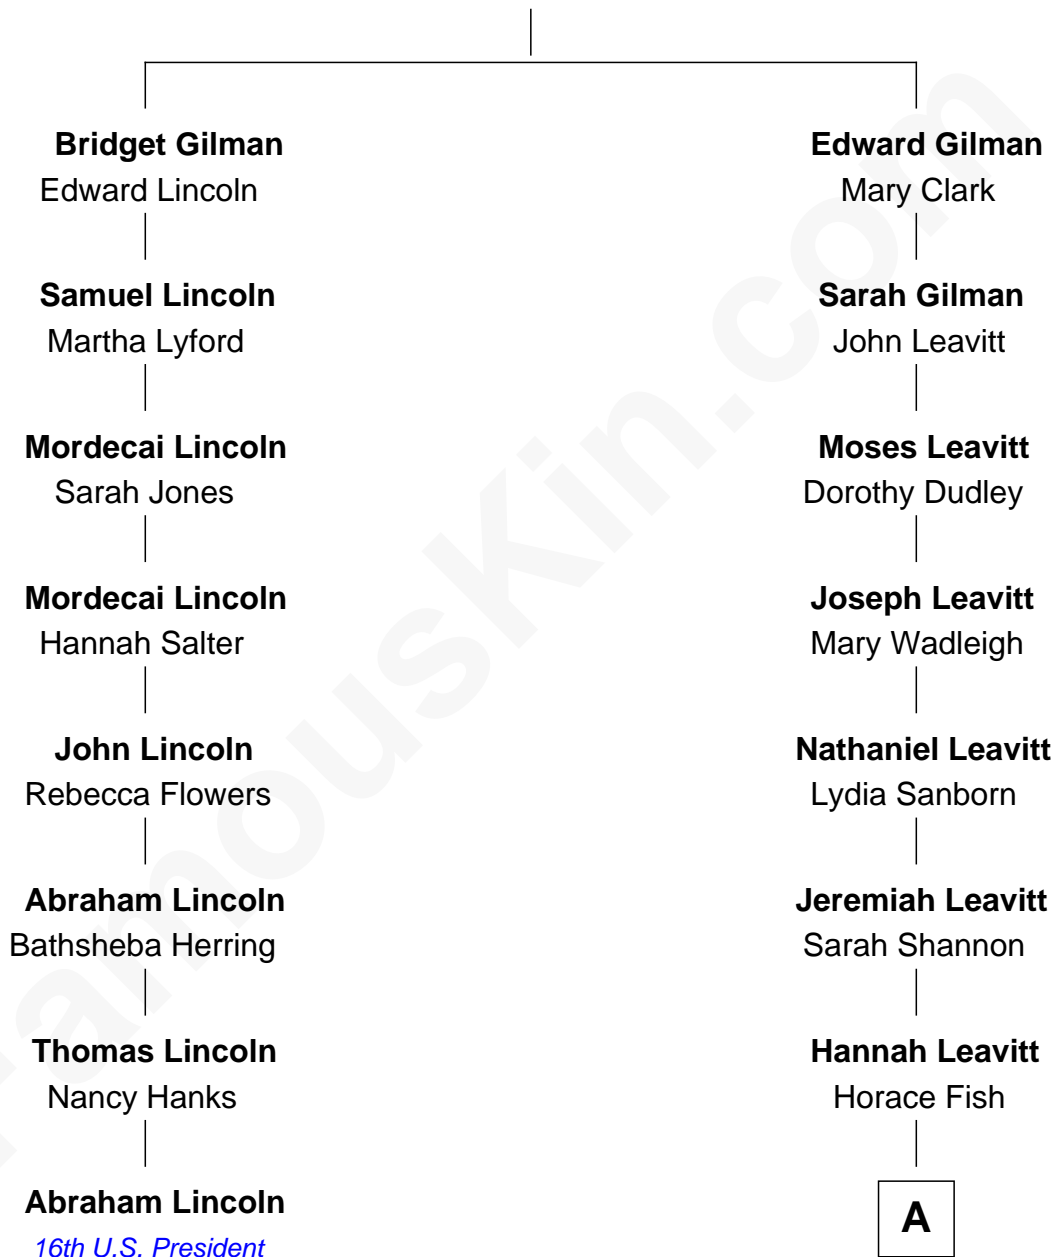 Bridget Gilman
Edward Lincoln
Samuel Lincoln
Martha Lyford
Mordecai Lincoln
Sarah Jones
Mordecai Lincoln
Hannah Salter
John Lincoln
Rebecca Flowers
Abraham Lincoln
Bathsheba Herring
Thomas Lincoln
Nancy Hanks
Abraham Lincoln
16th U.S. President
Edward Gilman
Mary Clark
Sarah Gilman
John Leavitt
Moses Leavitt
Dorothy Dudley
Joseph Leavitt
Mary Wadleigh
Nathaniel Leavitt
Lydia Sanborn
Jeremiah Leavitt
Sarah Shannon
Hannah Leavitt
Horace Fish
A
FamousKin.com